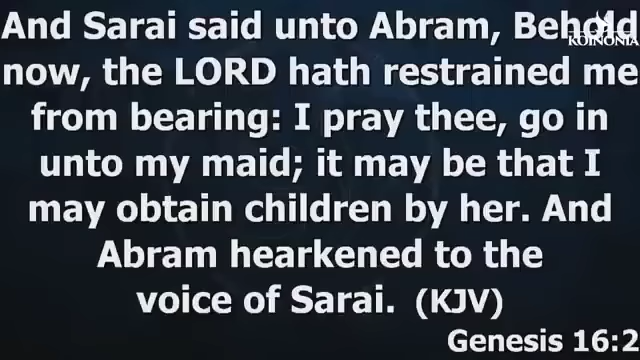 And Sarai said unto Abram, Behold
KOINONIA
now, the LORD hath restrained me
from bearing: I pray thee, go in
unto my maid; it may be that I
may obtain children by her. And
Abram hearkened to the
voice of Sarai. (KJV)
Genesis 16:2